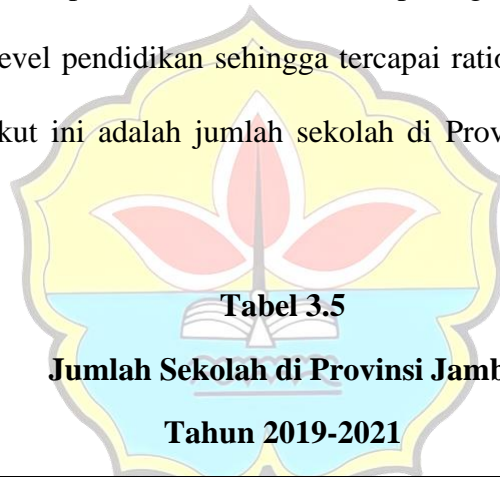 level pendidikan sehingga tercapai ratio
kut ini adalah jumlah sekolah di Prov
Tabel 3.5
Jumlah Sekolah di Provinsi Jamb
Tahun 2019-2021